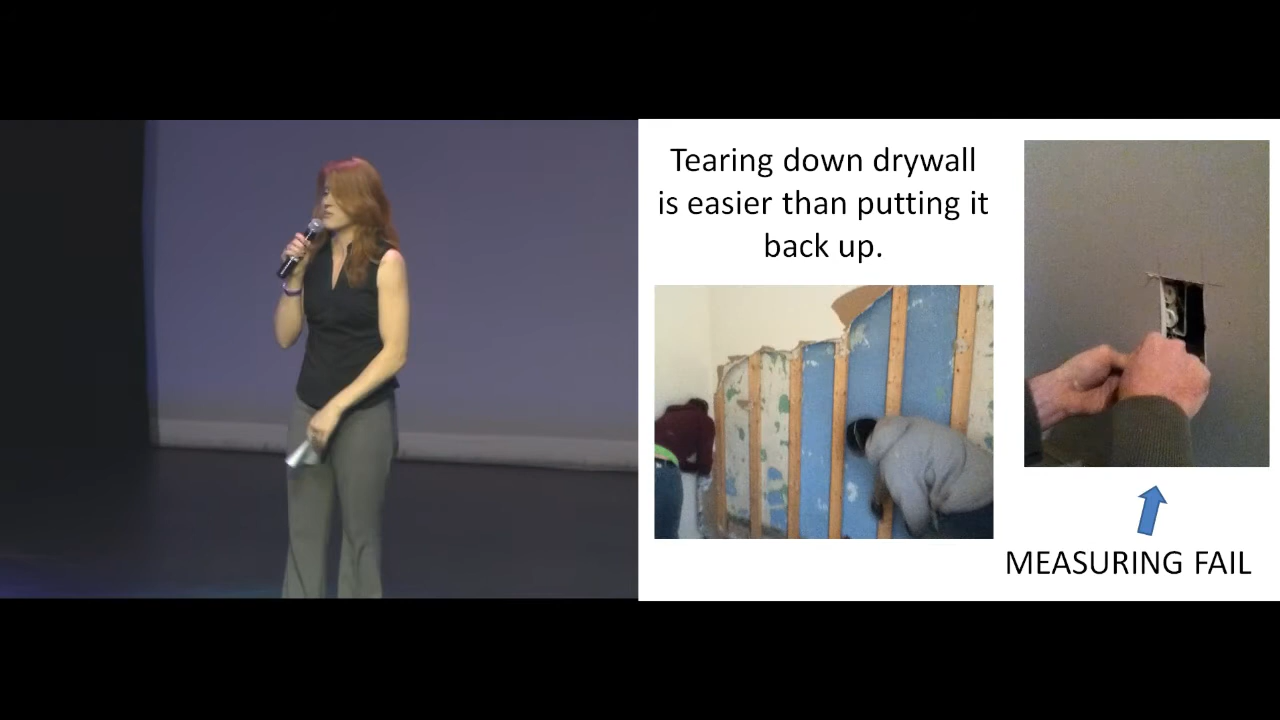 Tearing down drywall
is easier than putting it
back up.
MEASURING FAIL